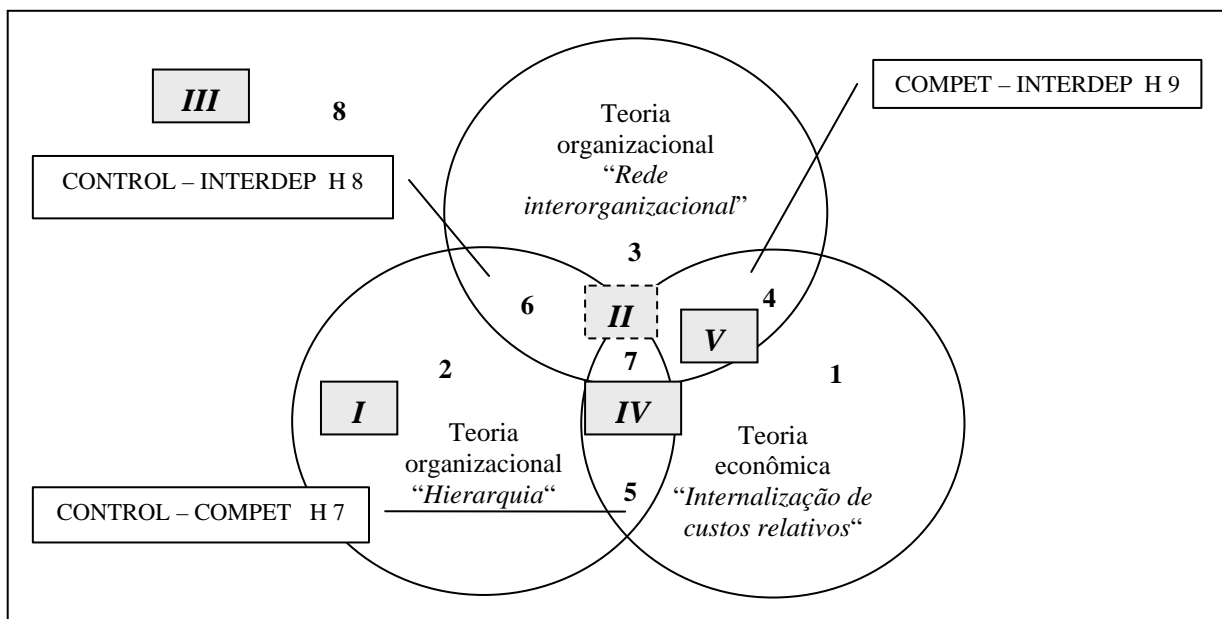 III
8
COMPET – INTERDEP H 9
Teoria
organizacional
“Rede
interorganizacional“
CONTROL – INTERDEP H 8
3
6
II
4
V
7
2
1
I
IV
Teoria
organizacional
“Hierarquia“
Teoria
econômica
“Internalização de
custos relativos“
5
CONTROL – COMPET H 7